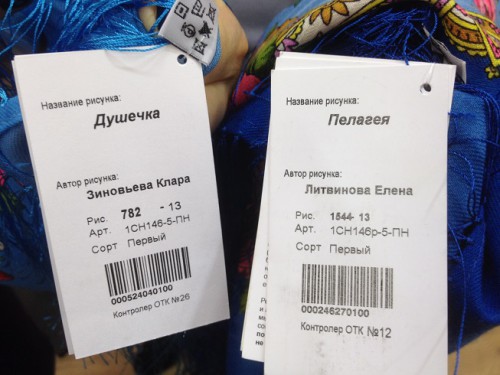 Название рисунка:
Душечка
Автор рисунка:
Зиновьева Клара
Рис. 782 - 13
Арт. 1СН146-5-ПН
Сорт Первый
000524040100
Контролер ОТК №26
Название рисунка:
Пелагея
Автор рисунка:
Литвинова Елена
Рис. 1544- 13
Арт. 1СН146р-5-ПН
Сорт Первый
000246270100
Контролер ОТК №12